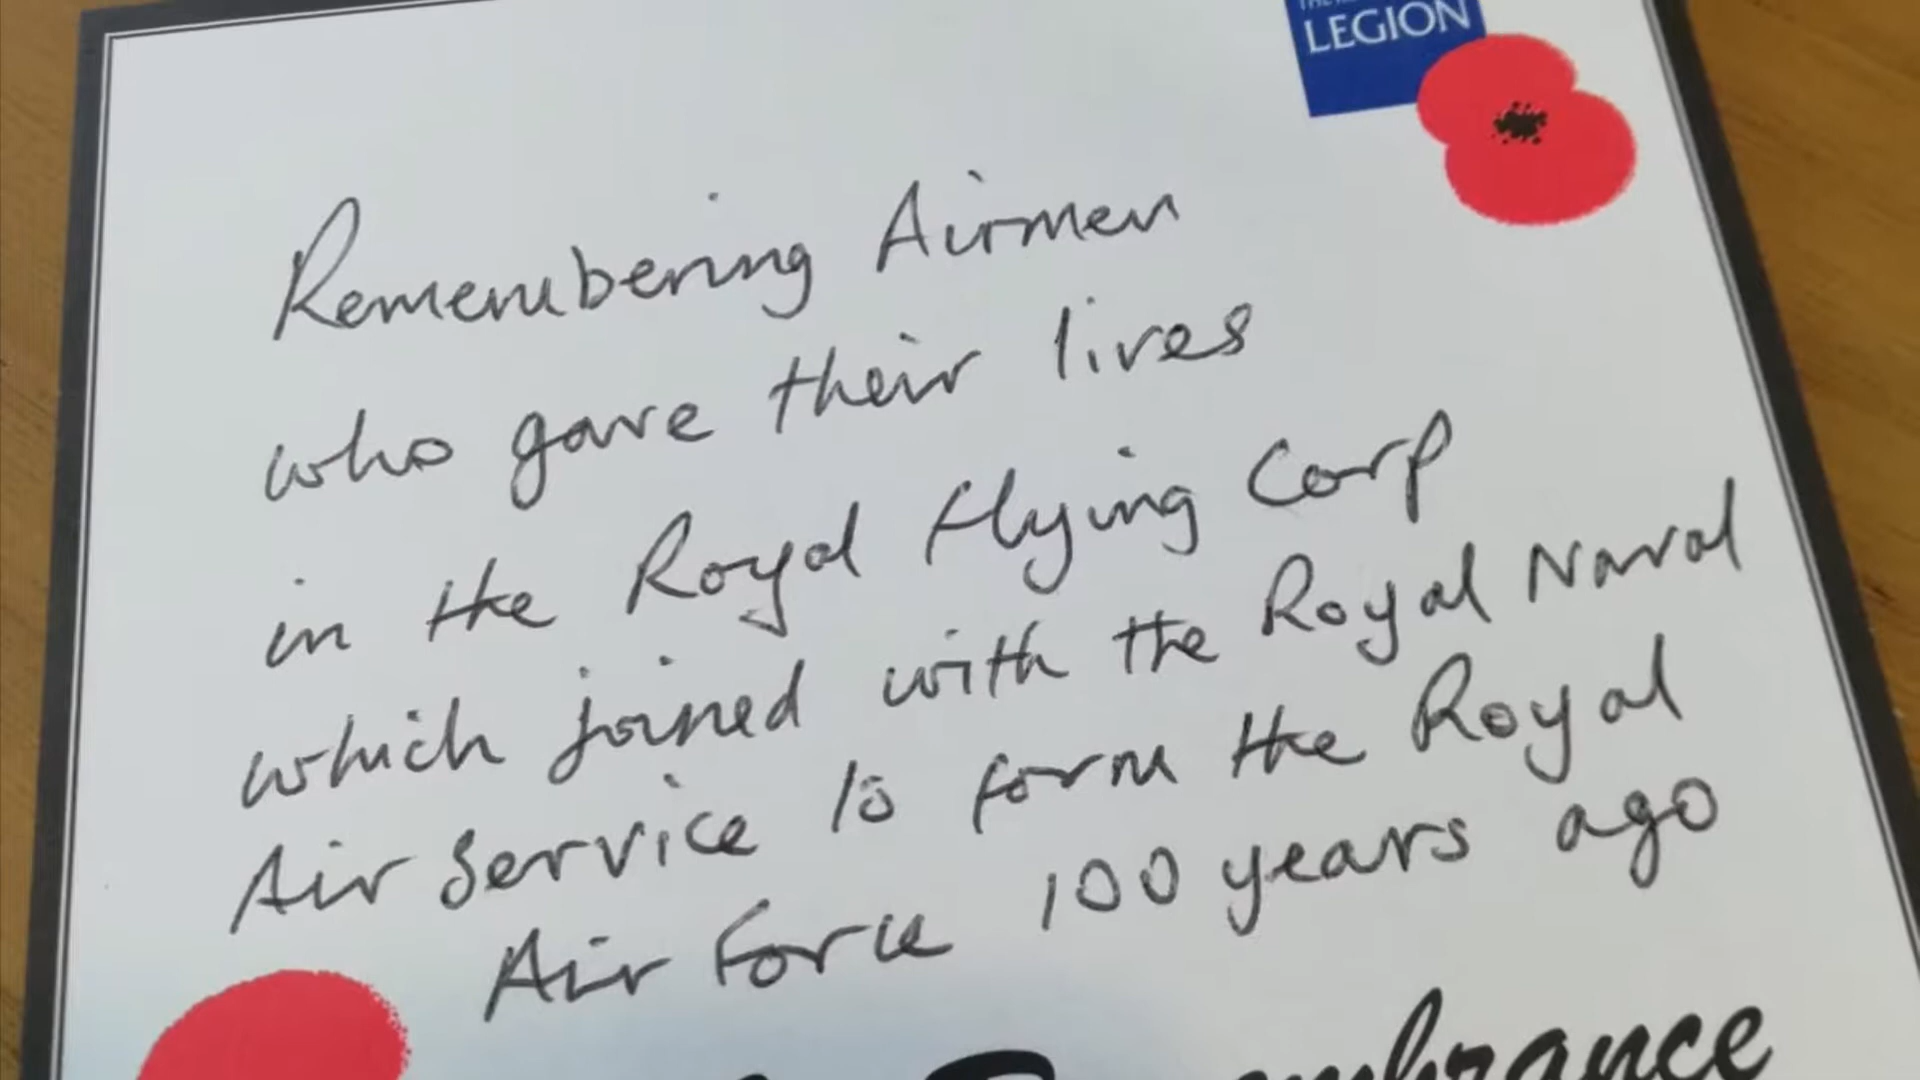 LEGION
Remembering Airmen
who gave their lives
in the Royal Flying Corp
which joined with the Royal Naval
Air Service to form the Royal
Air Force 100 years ago